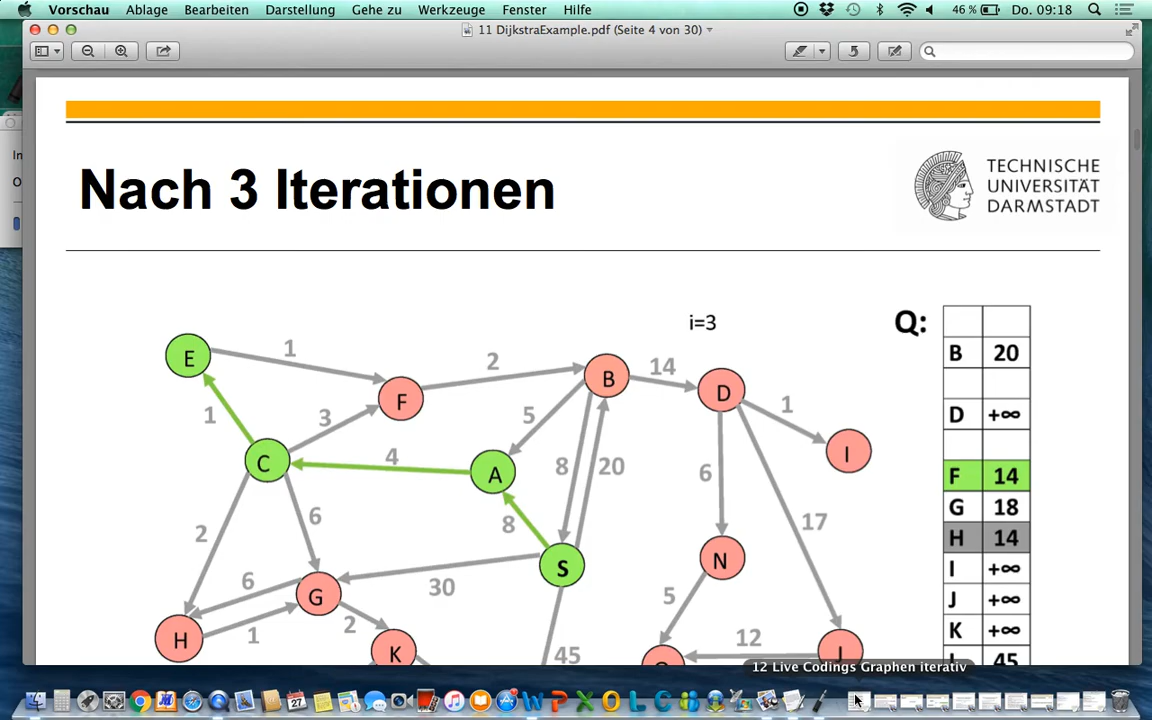 Vorschau Ablage Bearbeiten Darstellung Gehe zu Werkzeuge Fenster Hilfe 46 % Do. 09:18
11 DijkstraExample.pdf (Seite 4 von 30)
Nach 3 Iterationen
TECHNISCHE
UNIVERSITÄT
DARMSTADT
i=3
Q:
B 20
D +∞
F 14
G 18
H 14
I +∞
J +∞
K +∞
45
E
1
F
2
B
14
D
1
I
1
3
5
C
4
A
8
20
6
17
2
6
8
S
N
6
G
30
5
H
1
2
K
45
12
12 Live Codings Graphen iterativ
27